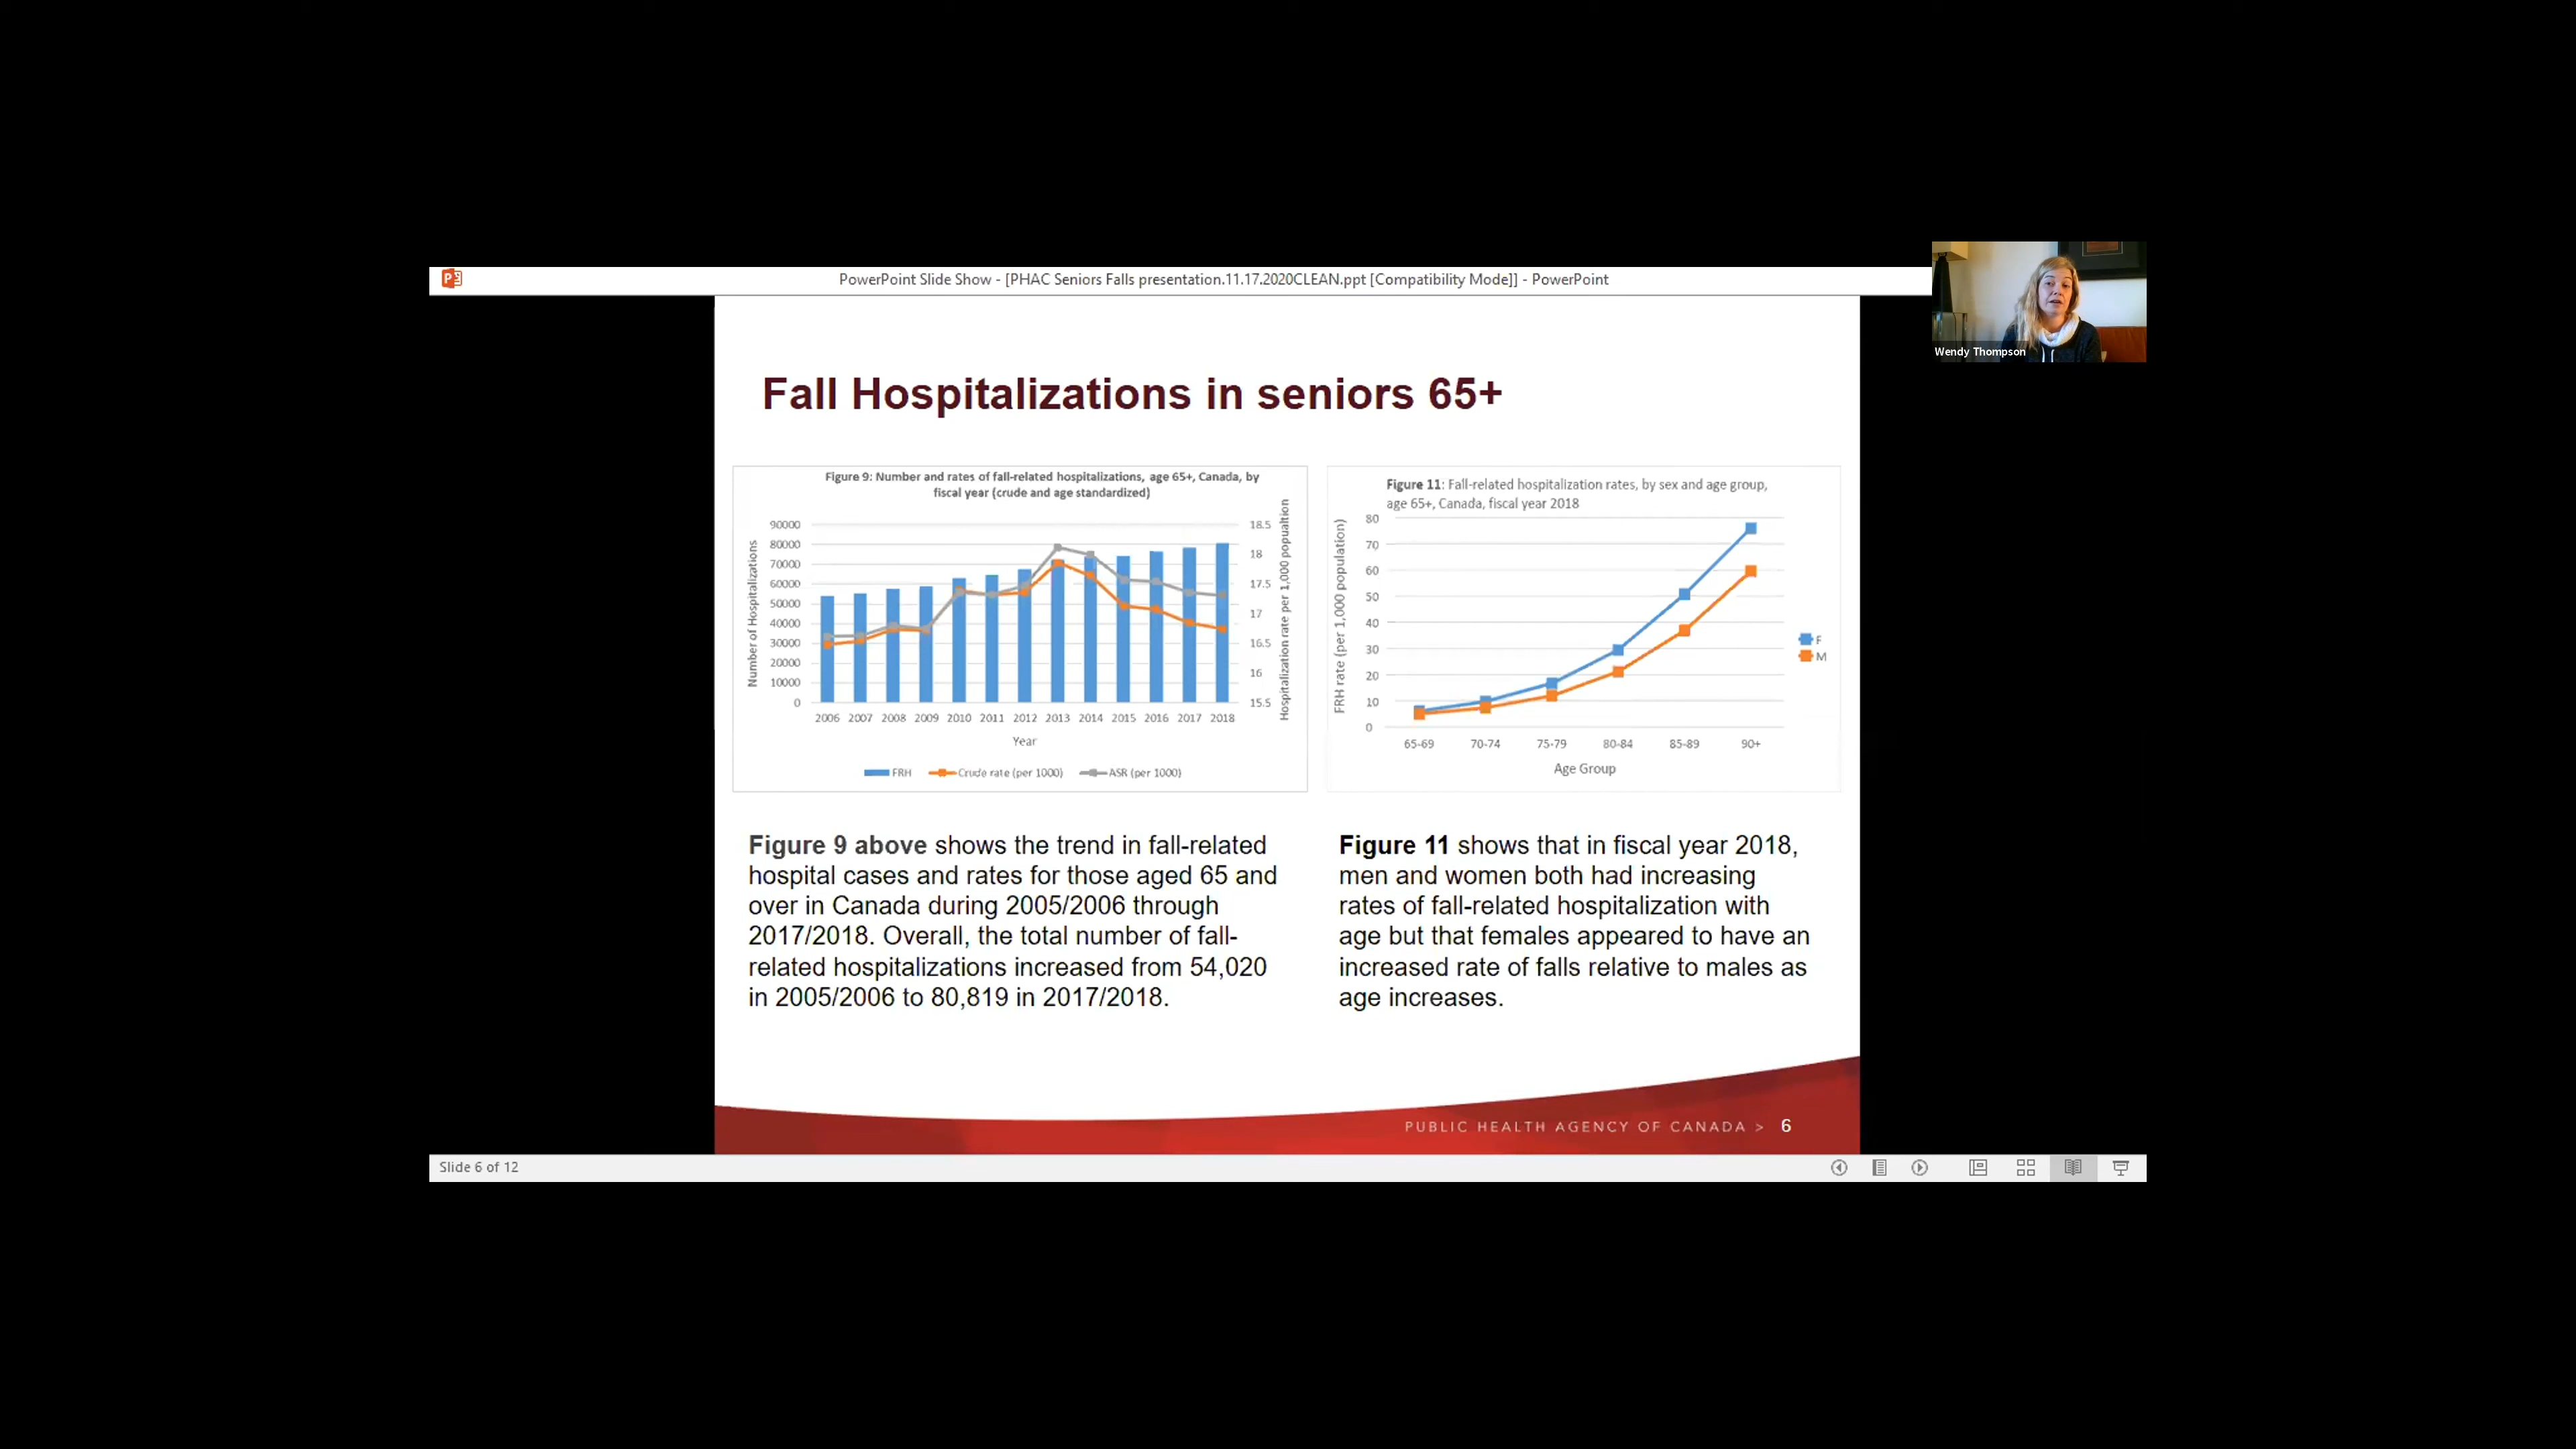 PowerPoint Slide Show - [PHAC Seniors Falls presentation.11.17.2020CLEAN.ppt [Compatibility Mode]] - PowerPoint
Wendy Thompson
Fall Hospitalizations in seniors 65+
Figure 9: Number and rates of fall-related hospitalizations, age 65+, Canada, by
fiscal year (crude and age standardized)
Number of Hospitalizations
90000
80000
70000
60000
50000
40000
30000
20000
10000
0
18.5
18
17.5
17
16.5
16
15.5
Hospitalization rate per 1,000 popualtion
2006 2007 2008 2009 2010 2011 2012 2013 2014 2015 2016 2017 2018
Year
FRH Crude rate (per 1000) ASR (per 1000)
Figure 11: Fall-related hospitalization rates, by sex and age group,
age 65+, Canada, fiscal year 2018
FRH rate (per 1,000 population)
80
70
60
50
40
30
20
10
0
65-69 70-74 75-79 80-84 85-89 90+
Age Group
F
M
Figure 9 above shows the trend in fall-related
hospital cases and rates for those aged 65 and
over in Canada during 2005/2006 through
2017/2018. Overall, the total number of fall-
related hospitalizations increased from 54,020
in 2005/2006 to 80,819 in 2017/2018.
Figure 11 shows that in fiscal year 2018,
men and women both had increasing
rates of fall-related hospitalization with
age but that females appeared to have an
increased rate of falls relative to males as
age increases.
PUBLIC HEALTH AGENCY OF CANADA > 6
Slide 6 of 12